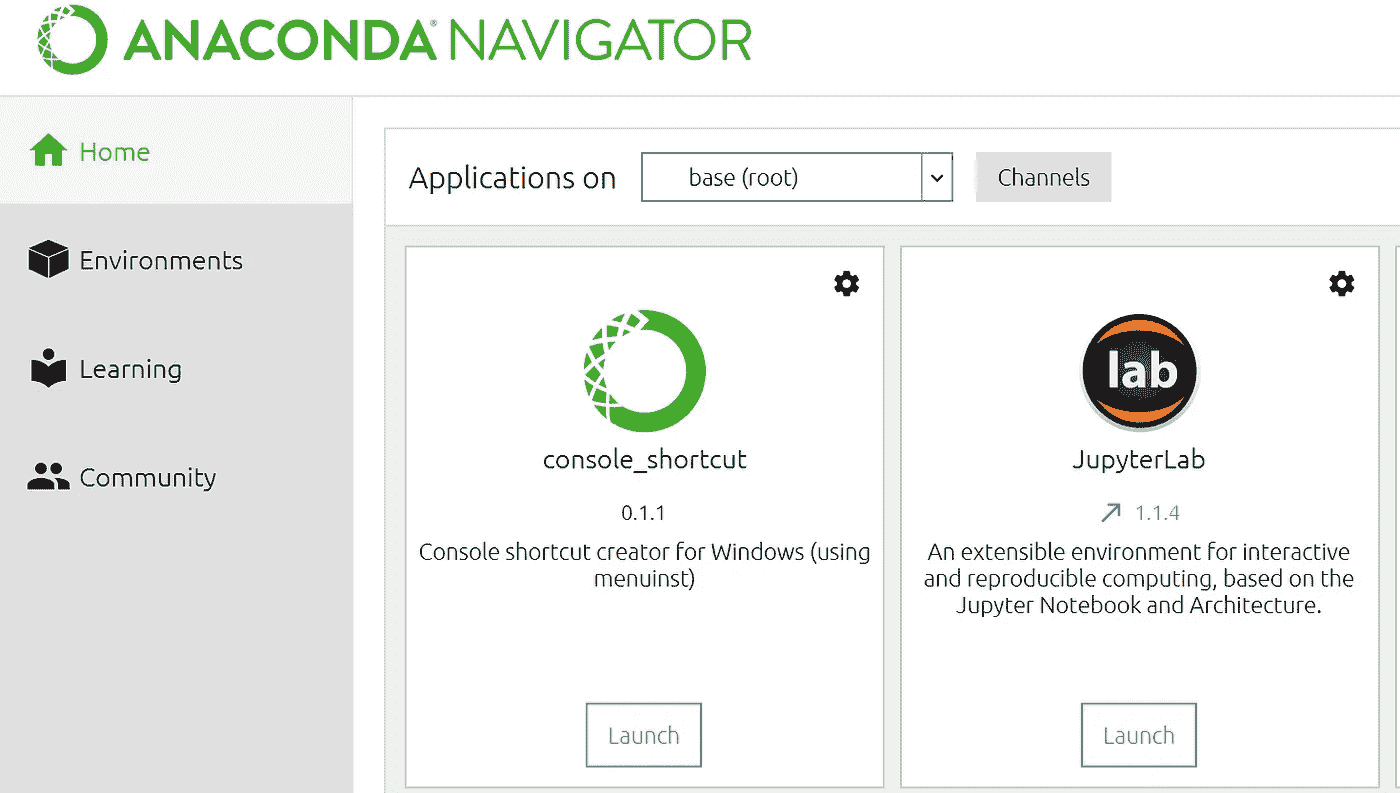 ANACONDA® NAVIGATOR
Home
Environments
Learning
Community
Applications on
base (root)
Channels
console_shortcut
0.1.1
Console shortcut creator for Windows (using
menuinst)
Launch
lab
JupyterLab
1.1.4
An extensible environment for interactive
and reproducible computing, based on the
Jupyter Notebook and Architecture.
Launch